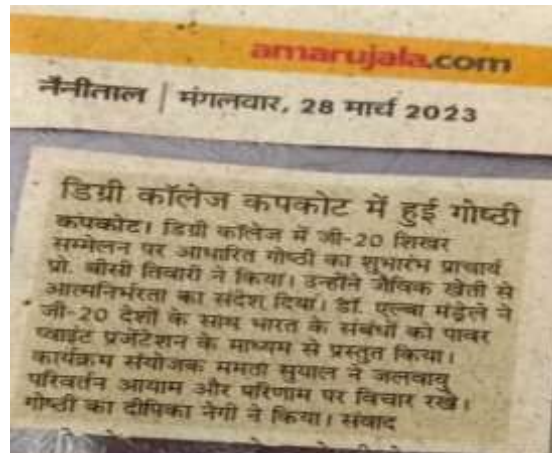 amarujala.com
नैनीताल | मंगलवार, 28 मार्च 2023
डिग्री कॉलेज कपकोट में हुई गोष्ठी
कपकोट। डिग्री कॉलेज में जी-20 शिखर
सम्मेलन पर आधारित गोष्ठी का शुभारंभ प्राचार्य
प्रो. बीसी तिवारी ने किया। उन्होंने जैविक खेती से
आत्मनिर्भरता का संदेश दिया। डॉ. एल्बा मंड्रेले ने
जी-20 देशों के साथ भारत के संबंधों को पावर
प्वाइंट प्रजेंटेशन के माध्यम से प्रस्तुत किया।
कार्यक्रम संयोजक ममता सुयाल ने जलवायु
परिवर्तन आयाम और परिणाम पर विचार रखे।
गोष्ठी का दीपिका नेगी ने किया। संवाद